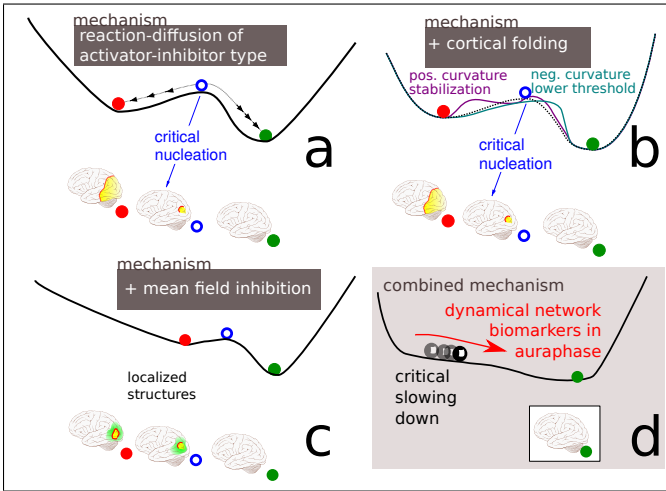 mechanism
reaction-diffusion of
activator-inhibitor type
critical
nucleation
a
mechanism
+ cortical folding
pos. curvature
stabilization
neg. curvature
lower threshold
critical
nucleation
b
mechanism
+ mean field inhibition
localized
structures
c
combined mechanism
dynamical network
biomarkers in
auraphase
critical
slowing
down
d